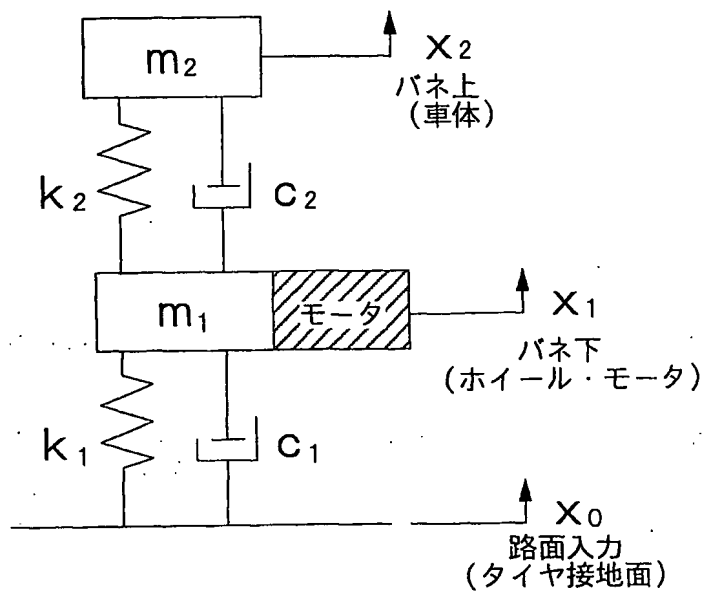 m₂
x₂
バネ上
(車体)
k₂
c₂
m₁
モータ
x₁
バネ下
(ホイール・モータ)
k₁
c₁
x₀
路面入力
(タイヤ接地面)